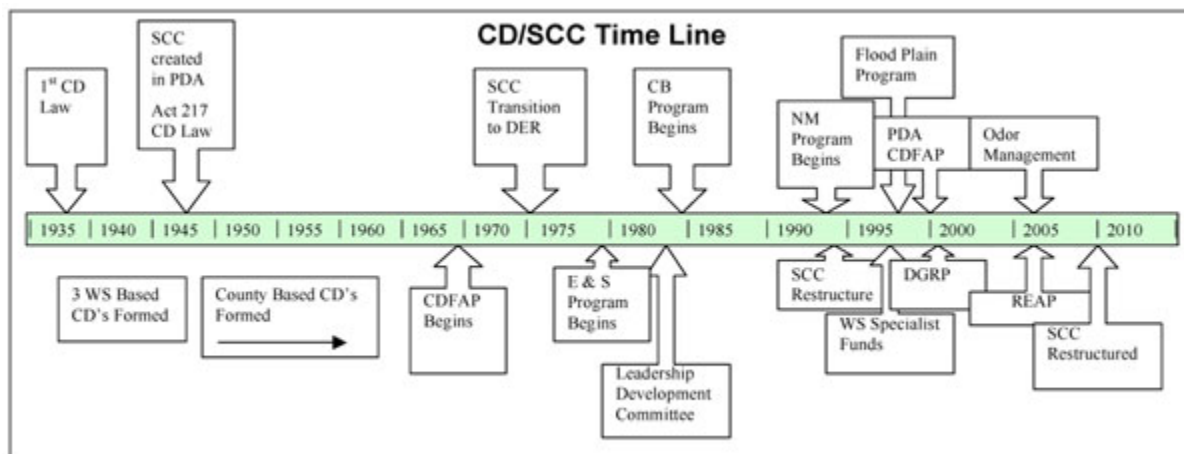 CD/SCC Time Line
1st CD
Law
SCC
created
in PDA
Act 217
CD Law
SCC
Transition
to DER
CB
Program
Begins
NM
Program
Begins
Flood Plain
Program
PDA
CDFAP
Odor
Management
1935 1940 1945 1950 1955 1960 1965 1970 1975 1980 1985 1990 1995 2000 2005 2010
3 WS Based
CD's Formed
County Based CD's
Formed
CDFAP
Begins
E & S
Program
Begins
Leadership
Development
Committee
SCC
Restructure
WS Specialist
Funds
DGRP
REAP
SCC
Restructured